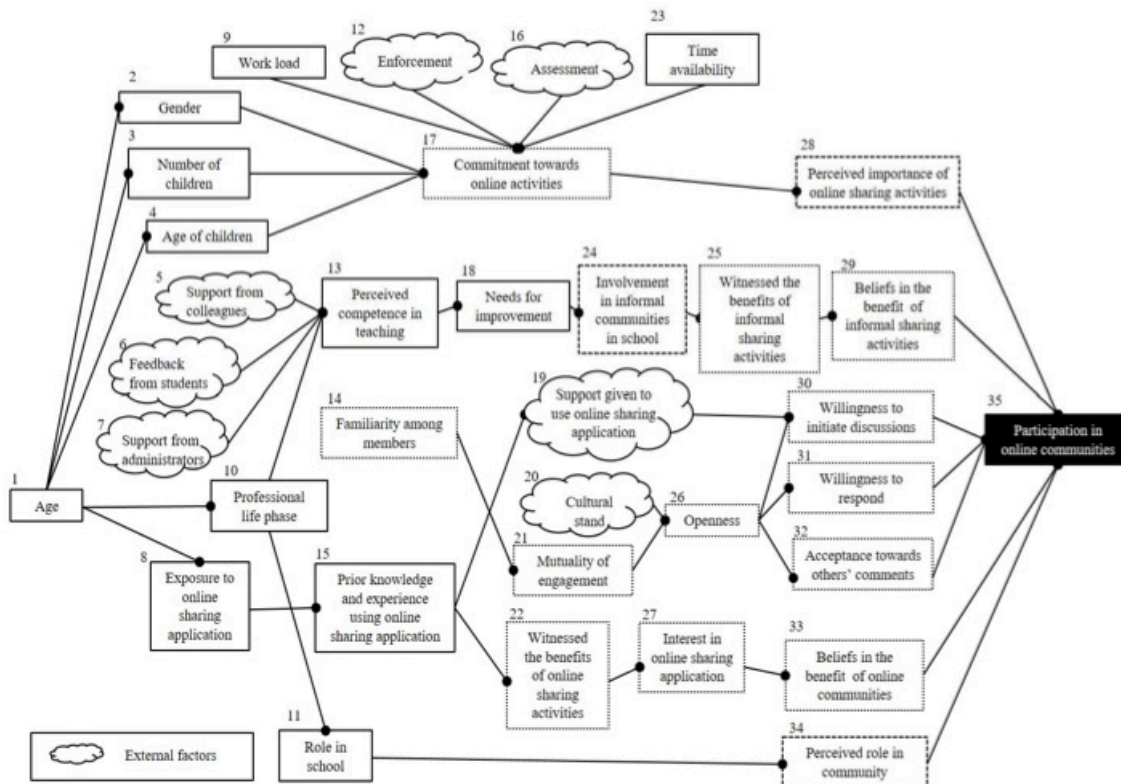 9
Work load
12
Enforcement
16
Assessment
23
Time
availability
2
Gender
3
Number of
children
4
Age of children
17
Commitment towards
online activities
28
Perceived importance of
online sharing activities
5
Support from
colleagues
6
Feedback
from students
7
Support from
administrators
13
Perceived
competence in
teaching
18
Needs for
improvement
24
Involvement
in informal
communities
in school
25
Witnessed the
benefits of
informal
sharing
activities
29
Beliefs in the
benefit of
informal sharing
activities
14
Familiarity among
members
19
Support given to
use online sharing
application
30
Willingness to
initiate discussions
35
Participation in
online communities
1
Age
10
Professional
life phase
20
Cultural
stand
26
Openness
31
Willingness to
respond
8
Exposure to
online
sharing
application
15
Prior knowledge
and experience
using online
sharing application
21
Mutuality of
engagement
32
Acceptance towards
others' comments
22
Witnessed
the benefits
of online
sharing
activities
27
Interest in
online sharing
application
33
Beliefs in the
benefit of online
communities
11
Role in
school
34
Perceived role in
community
External factors